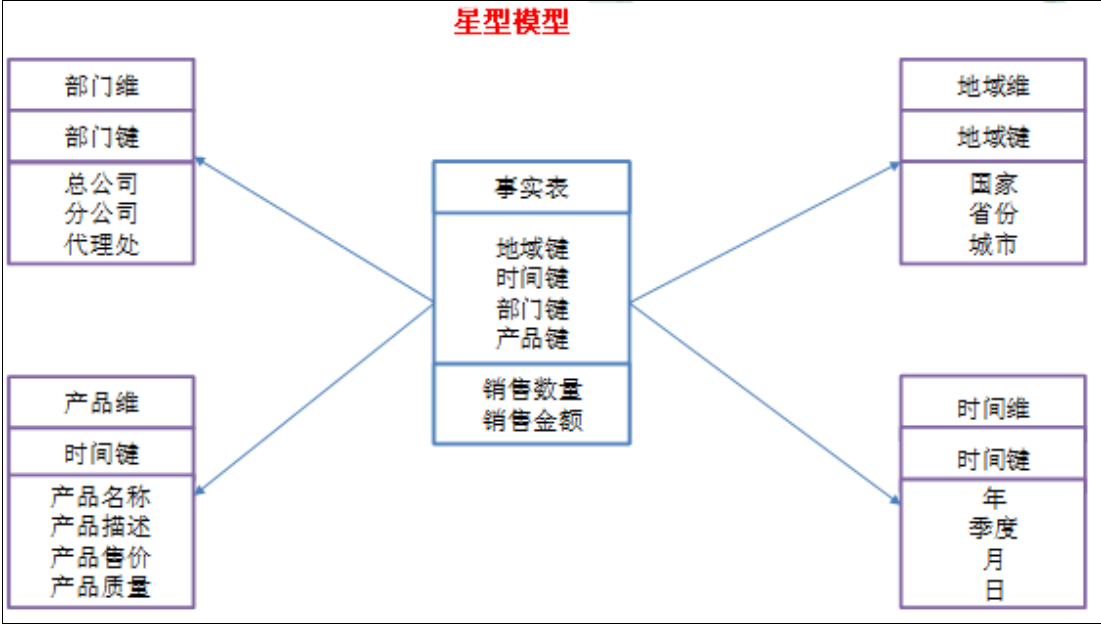 星型模型
部门维
部门键
总公司
分公司
代理处
地域维
地域键
国家
省份
城市
事实表
地域键
时间键
部门键
产品键
销售数量
销售金额
产品维
时间键
产品名称
产品描述
产品售价
产品质量
时间维
时间键
年
季度
月
日